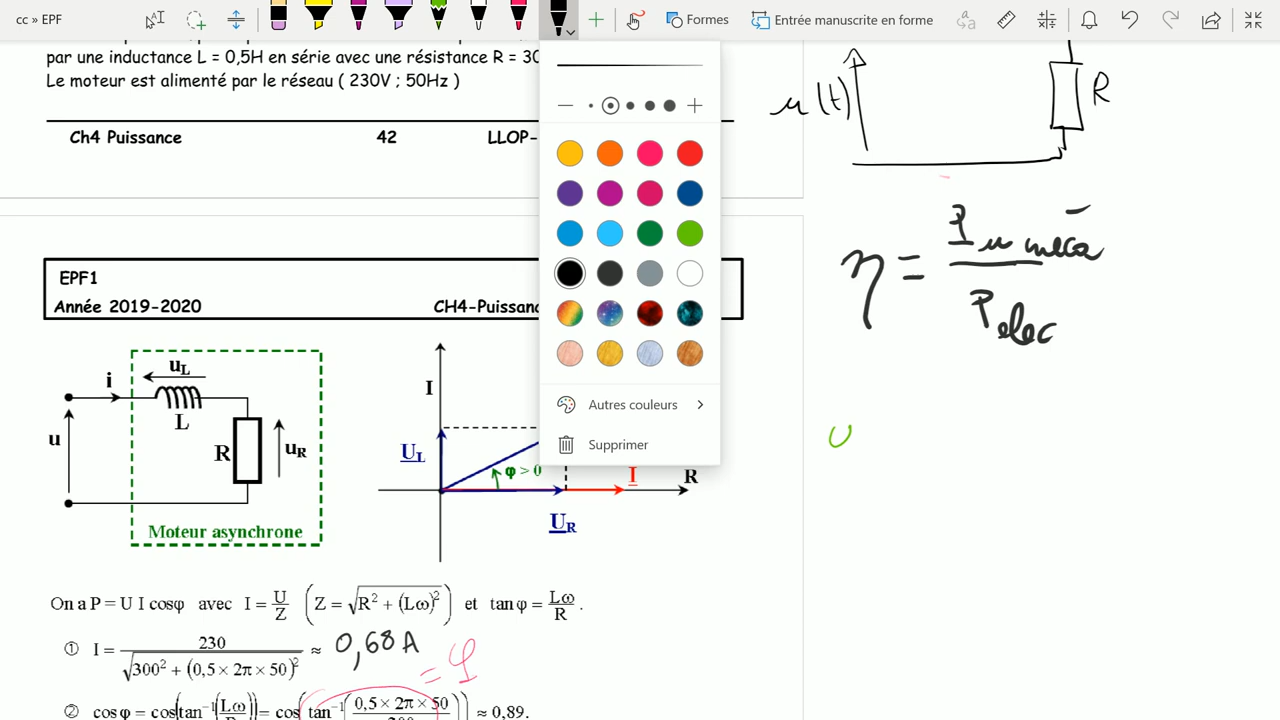 cc » EPF
Formes
Entrée manuscrite en forme
par une inductance L = 0,5H en série avec une résistance R = 30
Le moteur est alimenté par le réseau ( 230V ; 50Hz )
Ch4 Puissance 42 LLOP-
EPF1
Année 2019-2020 CH4-Puissanc
i
uL
L
u
R
uR
Moteur asynchrone
I
UL
φ > 0
I
R
UR
On a P = U I cosφ avec I = U/Z (Z = √(R² + (Lω)²)) et tan φ = Lω/R .
① I = 230/√(300² + (0,5 × 2π × 50)²) ≈ 0,68A
= φ
② cos φ = cos(tan⁻¹(Lω/R)) = cos(tan⁻¹(0,5 × 2π × 50/300)) ≈ 0,89.
Autres couleurs
Supprimer
u(t)
R
η = Pu méca / Pelec
U